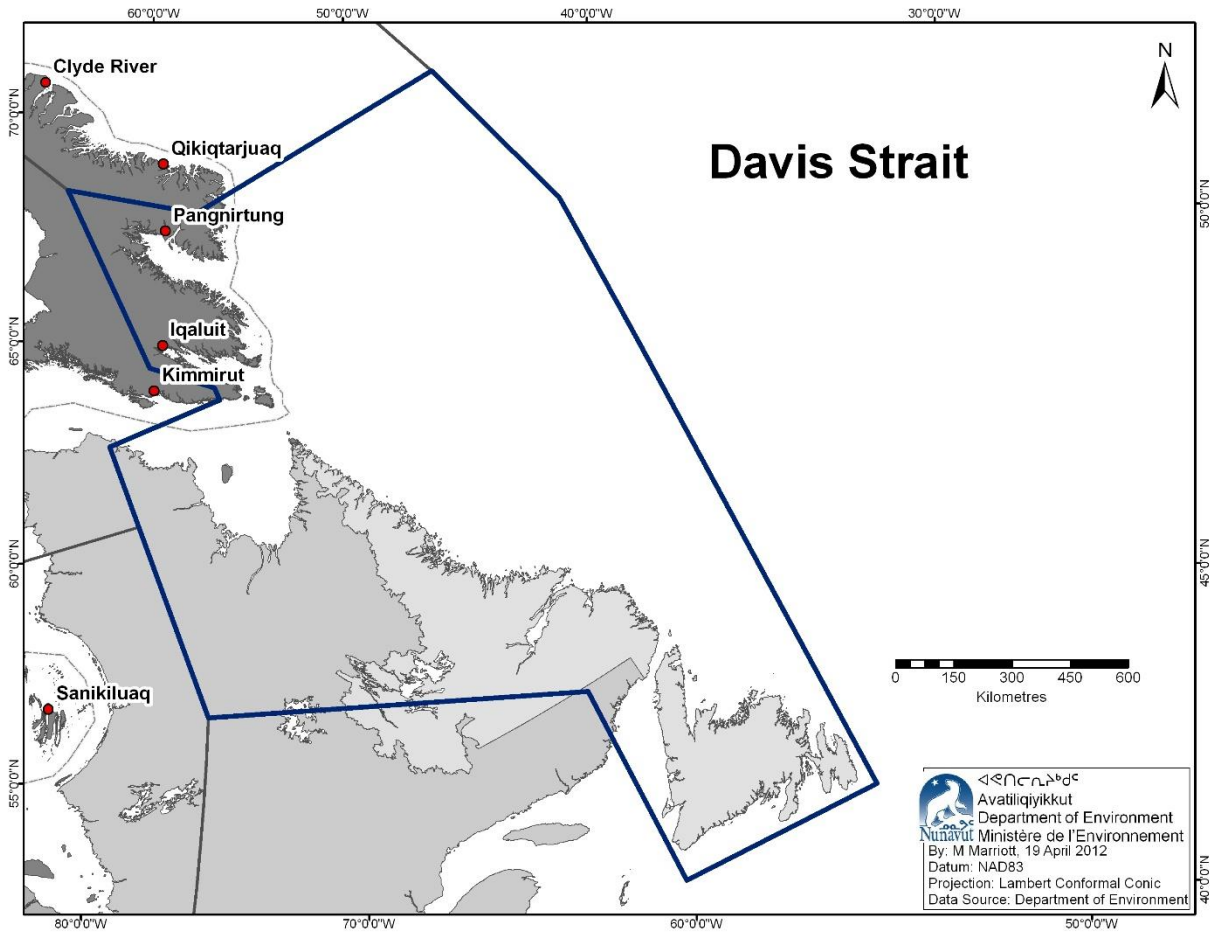 60°0'0"W
50°0'0"W
40°0'0"W
30°0'0"W
N
Clyde River
70°0'0"N
Davis Strait
Qikiqtarjuaq
50°0'0"N
Pangnirtung
Iqaluit
65°0'0"N
Kimmirut
60°0'0"N
45°0'0"N
0 150 300 450 600
Kilometres
Sanikiluaq
55°0'0"N
40°0'0"N
ᐊᕙᑎᓕᕆᔨᒃᑯᑦ
Avatiliqiyikkut
Department of Environment
ᓄᓇᕗᑦ
Nunavut
Ministère de l'Environnement
By: M Marriott, 19 April 2012
Datum: NAD83
Projection: Lambert Conformal Conic
Data Source: Department of Environment
80°0'0"W
70°0'0"W
60°0'0"W
50°0'0"W